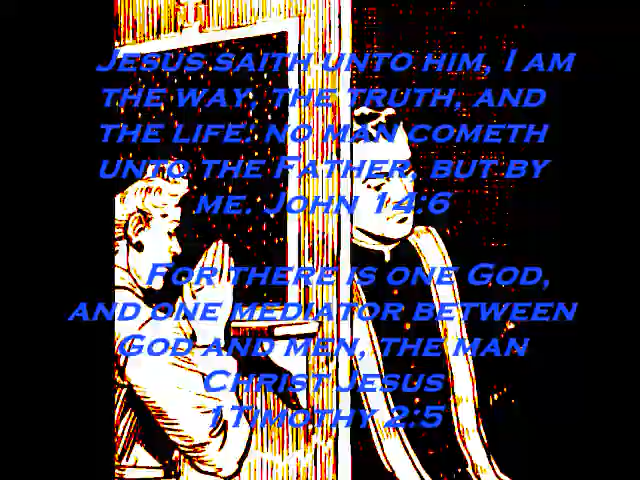 Jesus saith unto him, I am
the way, the truth, and
the life: no man cometh
unto the Father, but by
me. John 14:6
For there is one God,
and one mediator between
God and men, the man
Christ Jesus
1Timothy 2:5